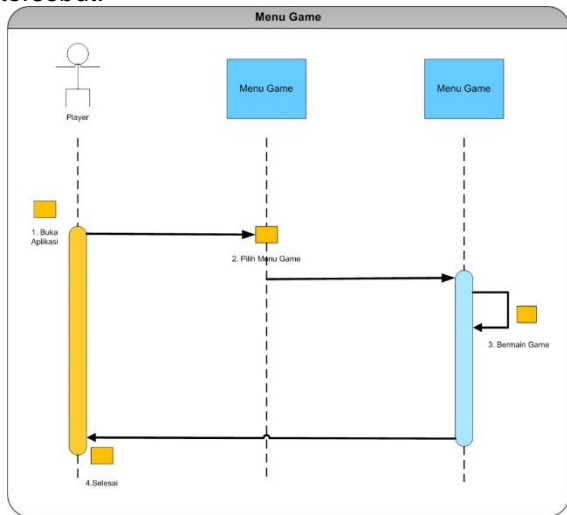 tersebut.
Menu Game
Menu Game
Menu Game
Player
1. Buka
Aplikasi
2. Pilih Menu Game
3. Bermain Game
4.Selesai